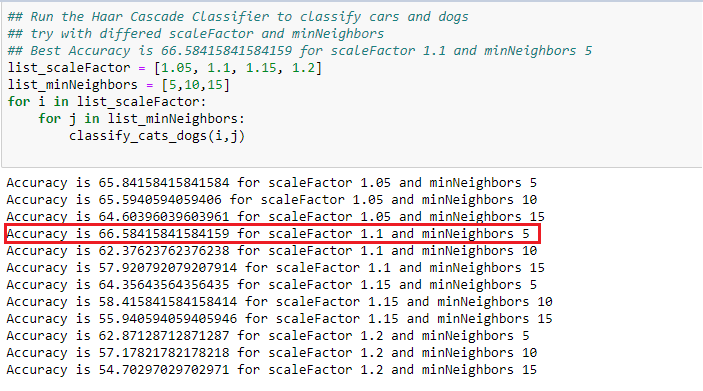 ## Run the Haar Cascade Classifier to classify cars and dogs
## try with differed scaleFactor and minNeighbors
## Best Accuracy is 66.58415841584159 for scaleFactor 1.1 and minNeighbors 5
list_scaleFactor = [1.05, 1.1, 1.15, 1.2]
list_minNeighbors = [5,10,15]
for i in list_scaleFactor:
    for j in list_minNeighbors:
        classify_cats_dogs(i,j)
Accuracy is 65.84158415841584 for scaleFactor 1.05 and minNeighbors 5
Accuracy is 65.5940594059406 for scaleFactor 1.05 and minNeighbors 10
Accuracy is 64.60396039603961 for scaleFactor 1.05 and minNeighbors 15
Accuracy is 66.58415841584159 for scaleFactor 1.1 and minNeighbors 5
Accuracy is 62.37623762376238 for scaleFactor 1.1 and minNeighbors 10
Accuracy is 57.920792079207914 for scaleFactor 1.1 and minNeighbors 15
Accuracy is 64.35643564356435 for scaleFactor 1.15 and minNeighbors 5
Accuracy is 58.415841584158414 for scaleFactor 1.15 and minNeighbors 10
Accuracy is 55.940594059405946 for scaleFactor 1.15 and minNeighbors 15
Accuracy is 62.87128712871287 for scaleFactor 1.2 and minNeighbors 5
Accuracy is 57.17821782178218 for scaleFactor 1.2 and minNeighbors 10
Accuracy is 54.70297029702971 for scaleFactor 1.2 and minNeighbors 15